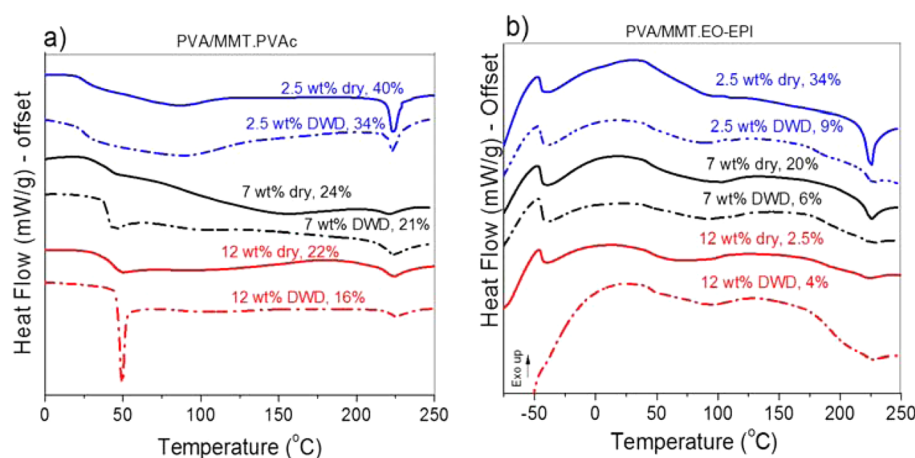 a)
PVA/MMT.PVAc
Heat Flow (mW/g) - offset
2.5 wt% dry, 40%
2.5 wt% DWD, 34%
7 wt% dry, 24%
7 wt% DWD, 21%
12 wt% dry, 22%
12 wt% DWD, 16%
0 50 100 150 200 250
Temperature (°C)
b)
PVA/MMT.EO-EPI
Heat Flow (mW/g) - Offset
2.5 wt% dry, 34%
2.5 wt% DWD, 9%
7 wt% dry, 20%
7 wt% DWD, 6%
12 wt% dry, 2.5%
12 wt% DWD, 4%
Exo up
-50 0 50 100 150 200 250
Temperature (°C)